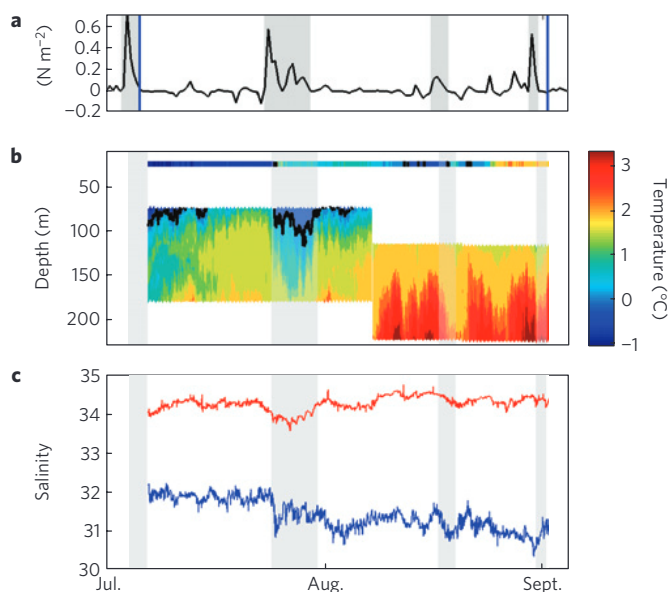 a
(N m−2)
0.6
0.4
0.2
0
−0.2
b
Depth (m)
50
100
150
200
3
2
1
0
−1
Temperature (°C)
c
Salinity
35
34
33
32
31
30
Jul. Aug. Sept.